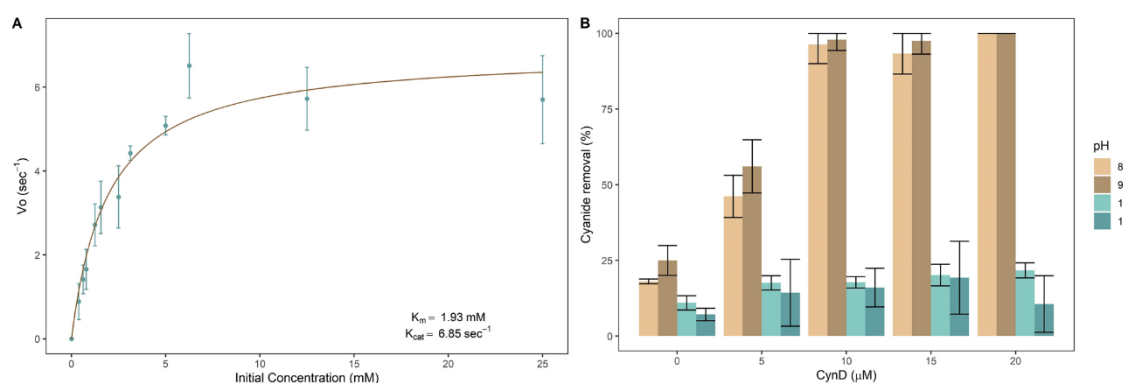 A
Vo (sec⁻¹)
6
4
2
0
Kₘ = 1.93 mM
K_cat = 6.85 sec⁻¹
0 5 10 15 20 25
Initial Concentration (mM)
B
Cyanide removal (%)
100
75
50
25
0
0 5 10 15 20
CynD (μM)
pH
8
9
1
1